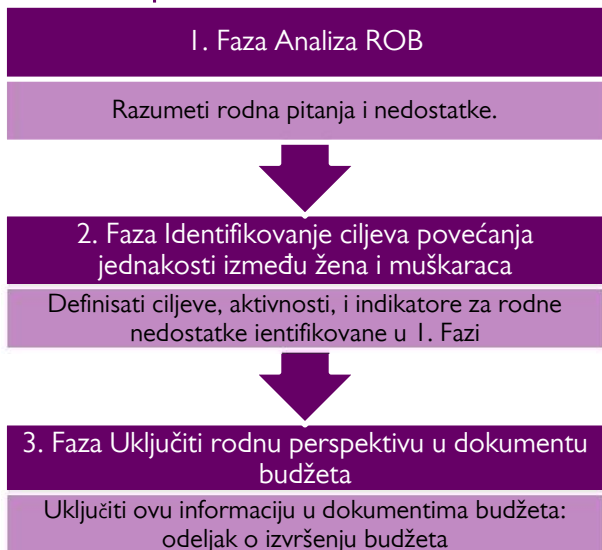 1. Faza Analiza ROB
Razumeti rodna pitanja i nedostatke.
2. Faza Identifikovanje ciljeva povećanja
jednakosti između žena i muškaraca
Definisati ciljeve, aktivnosti, i indikatore za rodne
nedostatke ientifikovane u 1. Fazi
3. Faza Uključiti rodnu perspektivu u dokumentu
budžeta
Uključiti ovu informaciju u dokumentima budžeta:
odeljak o izvršenju budžeta